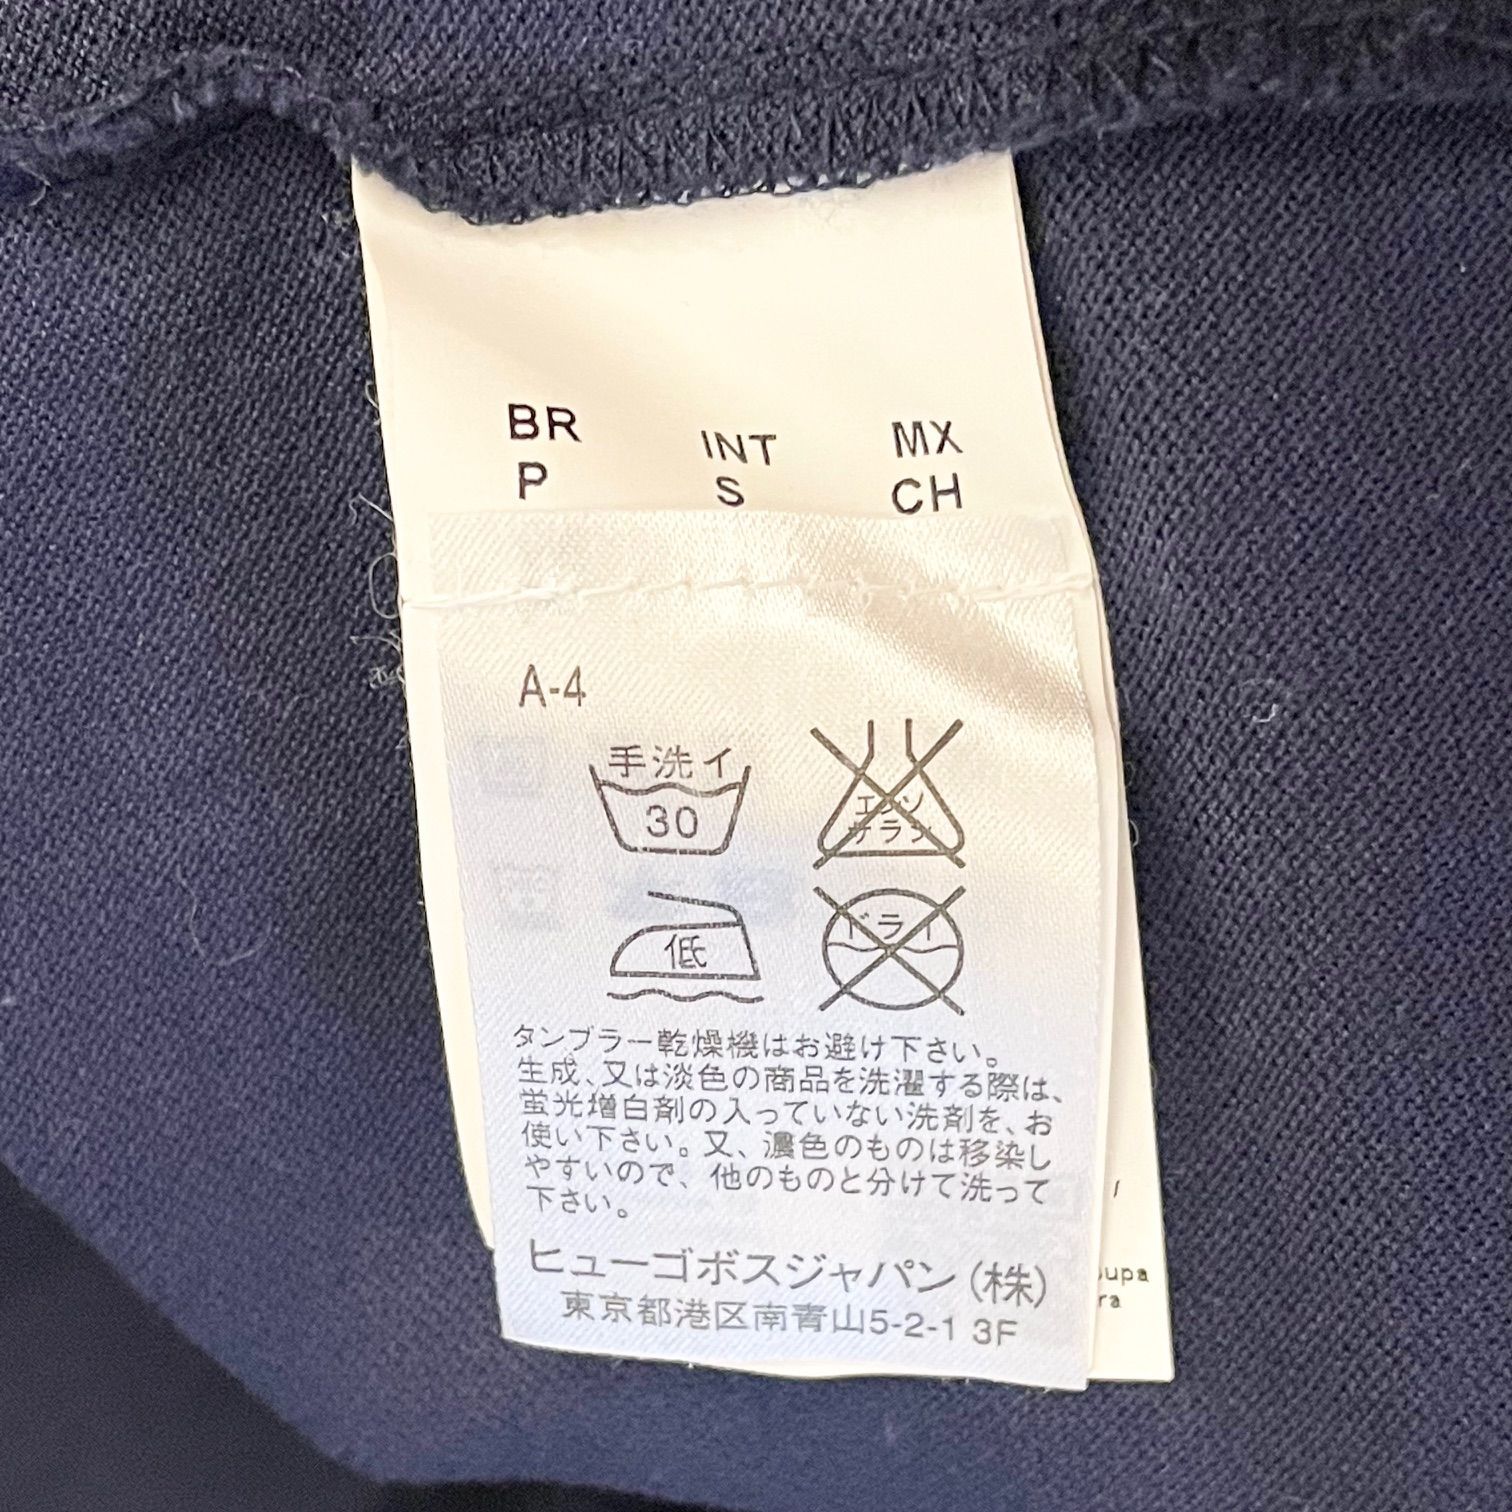 BR INT MX
P S CH
A-4
手洗イ
30
エンソ
サラシ
低
ドライ
タンブラー乾燥機はお避け下さい。
生成、又は淡色の商品を洗濯する際は、
蛍光増白剤の入っていない洗剤を、お
使い下さい。又、濃色のものは移染し
やすいので、他のものと分けて洗って
下さい。
ヒューゴボスジャパン(株)
東京都港区南青山5-2-1 3F
upa
ra